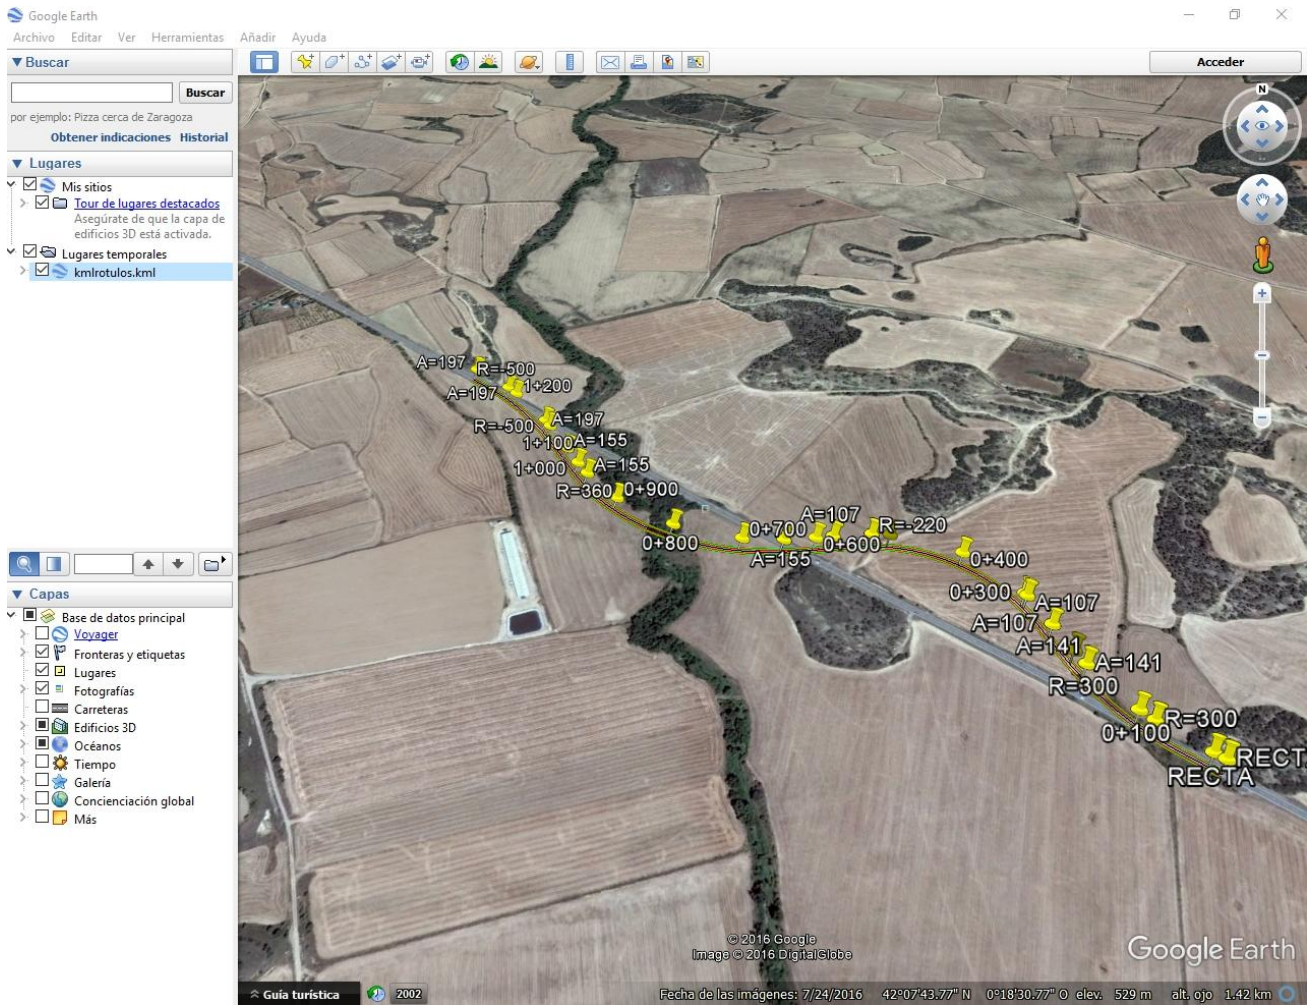 Google Earth
Archivo Editar Ver Herramientas Añadir Ayuda
Buscar
Buscar
por ejemplo: Pizza cerca de Zaragoza
Obtener indicaciones Historial
Lugares
Mis sitios
Tour de lugares destacados
Asegúrate de que la capa de
edificios 3D está activada.
Lugares temporales
kmlrotulos.kml
Capas
Base de datos principal
Voyager
Fronteras y etiquetas
Lugares
Fotografías
Carreteras
Edificios 3D
Océanos
Tiempo
Galería
Concienciación global
Más
Acceder
N
A=197
R=-500
A=197
1+200
R=-500
A=197
1+100
A=155
1+000
A=155
R=360
0+900
0+800
0+700
A=107
A=155
0+600
R=-220
0+400
0+300
A=107
A=107
A=141
A=141
R=300
R=300
0+100
RECT
RECTA
© 2016 Google
Image © 2016 DigitalGlobe
Google Earth
Guía turística
2002
Fecha de las imágenes: 7/24/2016 42°07'43.77" N 0°18'30.77" O elev. 529 m alt. ojo 1.42 km